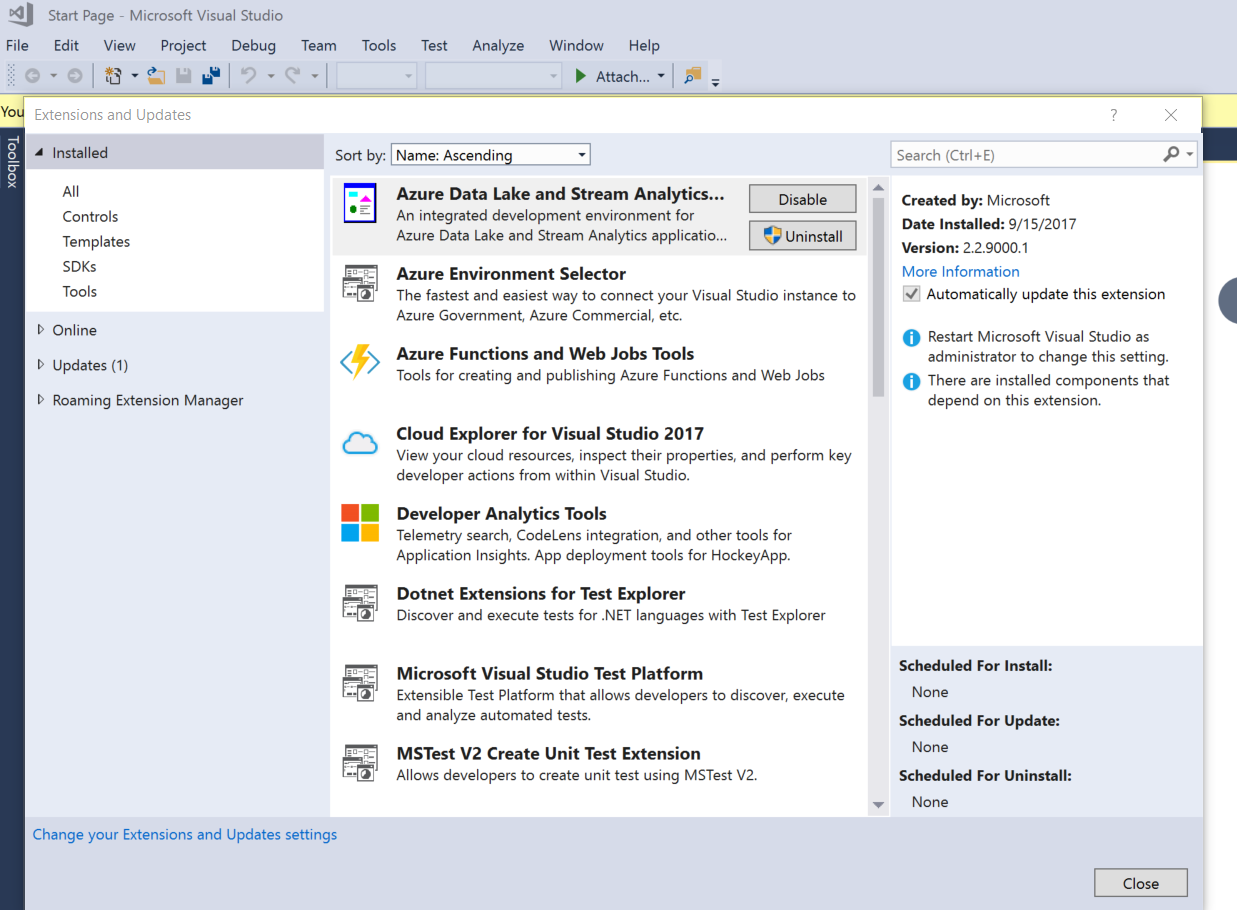 Start Page - Microsoft Visual Studio
File Edit View Project Debug Team Tools Test Analyze Window Help
Attach...
You
Toolbox
Extensions and Updates
?
Installed
All
Controls
Templates
SDKs
Tools
Online
Updates (1)
Roaming Extension Manager
Sort by: Name: Ascending
Search (Ctrl+E)
Azure Data Lake and Stream Analytics...
An integrated development environment for
Azure Data Lake and Stream Analytics applicatio...
Disable
Uninstall
Azure Environment Selector
The fastest and easiest way to connect your Visual Studio instance to
Azure Government, Azure Commercial, etc.
Azure Functions and Web Jobs Tools
Tools for creating and publishing Azure Functions and Web Jobs
Cloud Explorer for Visual Studio 2017
View your cloud resources, inspect their properties, and perform key
developer actions from within Visual Studio.
Developer Analytics Tools
Telemetry search, CodeLens integration, and other tools for
Application Insights. App deployment tools for HockeyApp.
Dotnet Extensions for Test Explorer
Discover and execute tests for .NET languages with Test Explorer
Microsoft Visual Studio Test Platform
Extensible Test Platform that allows developers to discover, execute
and analyze automated tests.
MSTest V2 Create Unit Test Extension
Allows developers to create unit test using MSTest V2.
Created by: Microsoft
Date Installed: 9/15/2017
Version: 2.2.9000.1
More Information
Automatically update this extension
Restart Microsoft Visual Studio as
administrator to change this setting.
There are installed components that
depend on this extension.
Scheduled For Install:
None
Scheduled For Update:
None
Scheduled For Uninstall:
None
Change your Extensions and Updates settings
Close